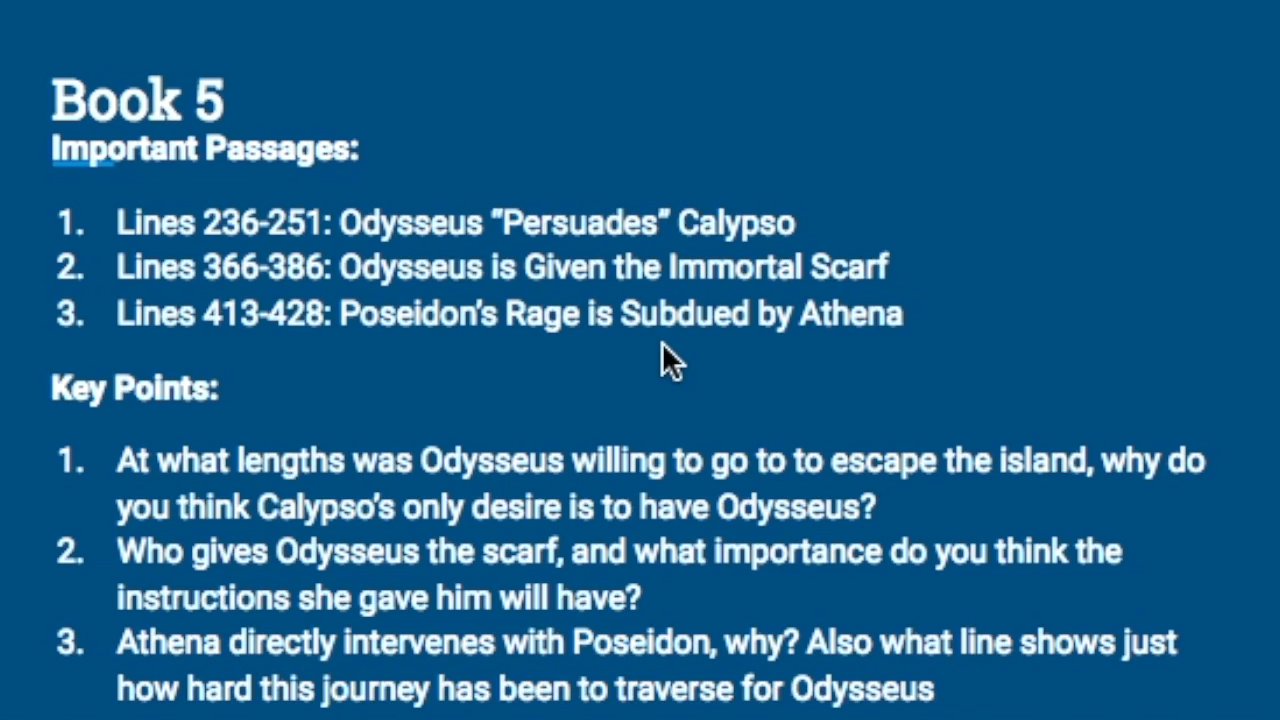 Book 5
Important Passages:
1. Lines 236-251: Odysseus "Persuades" Calypso
2. Lines 366-386: Odysseus is Given the Immortal Scarf
3. Lines 413-428: Poseidon's Rage is Subdued by Athena
Key Points:
1. At what lengths was Odysseus willing to go to to escape the island, why do
you think Calypso's only desire is to have Odysseus?
2. Who gives Odysseus the scarf, and what importance do you think the
instructions she gave him will have?
3. Athena directly intervenes with Poseidon, why? Also what line shows just
how hard this journey has been to traverse for Odysseus